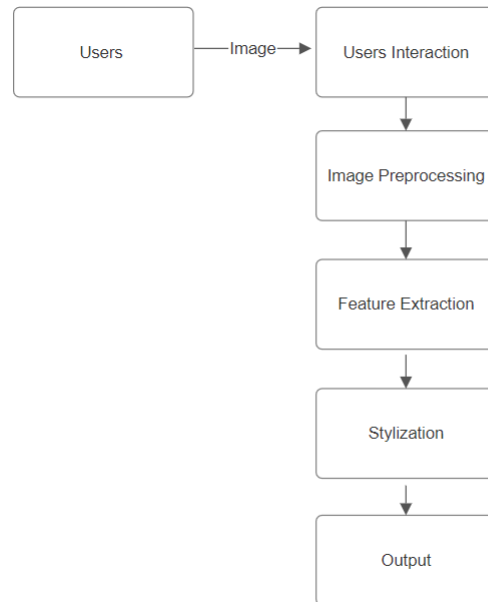 Users
Image
Users Interaction
Image Preprocessing
Feature Extraction
Stylization
Output